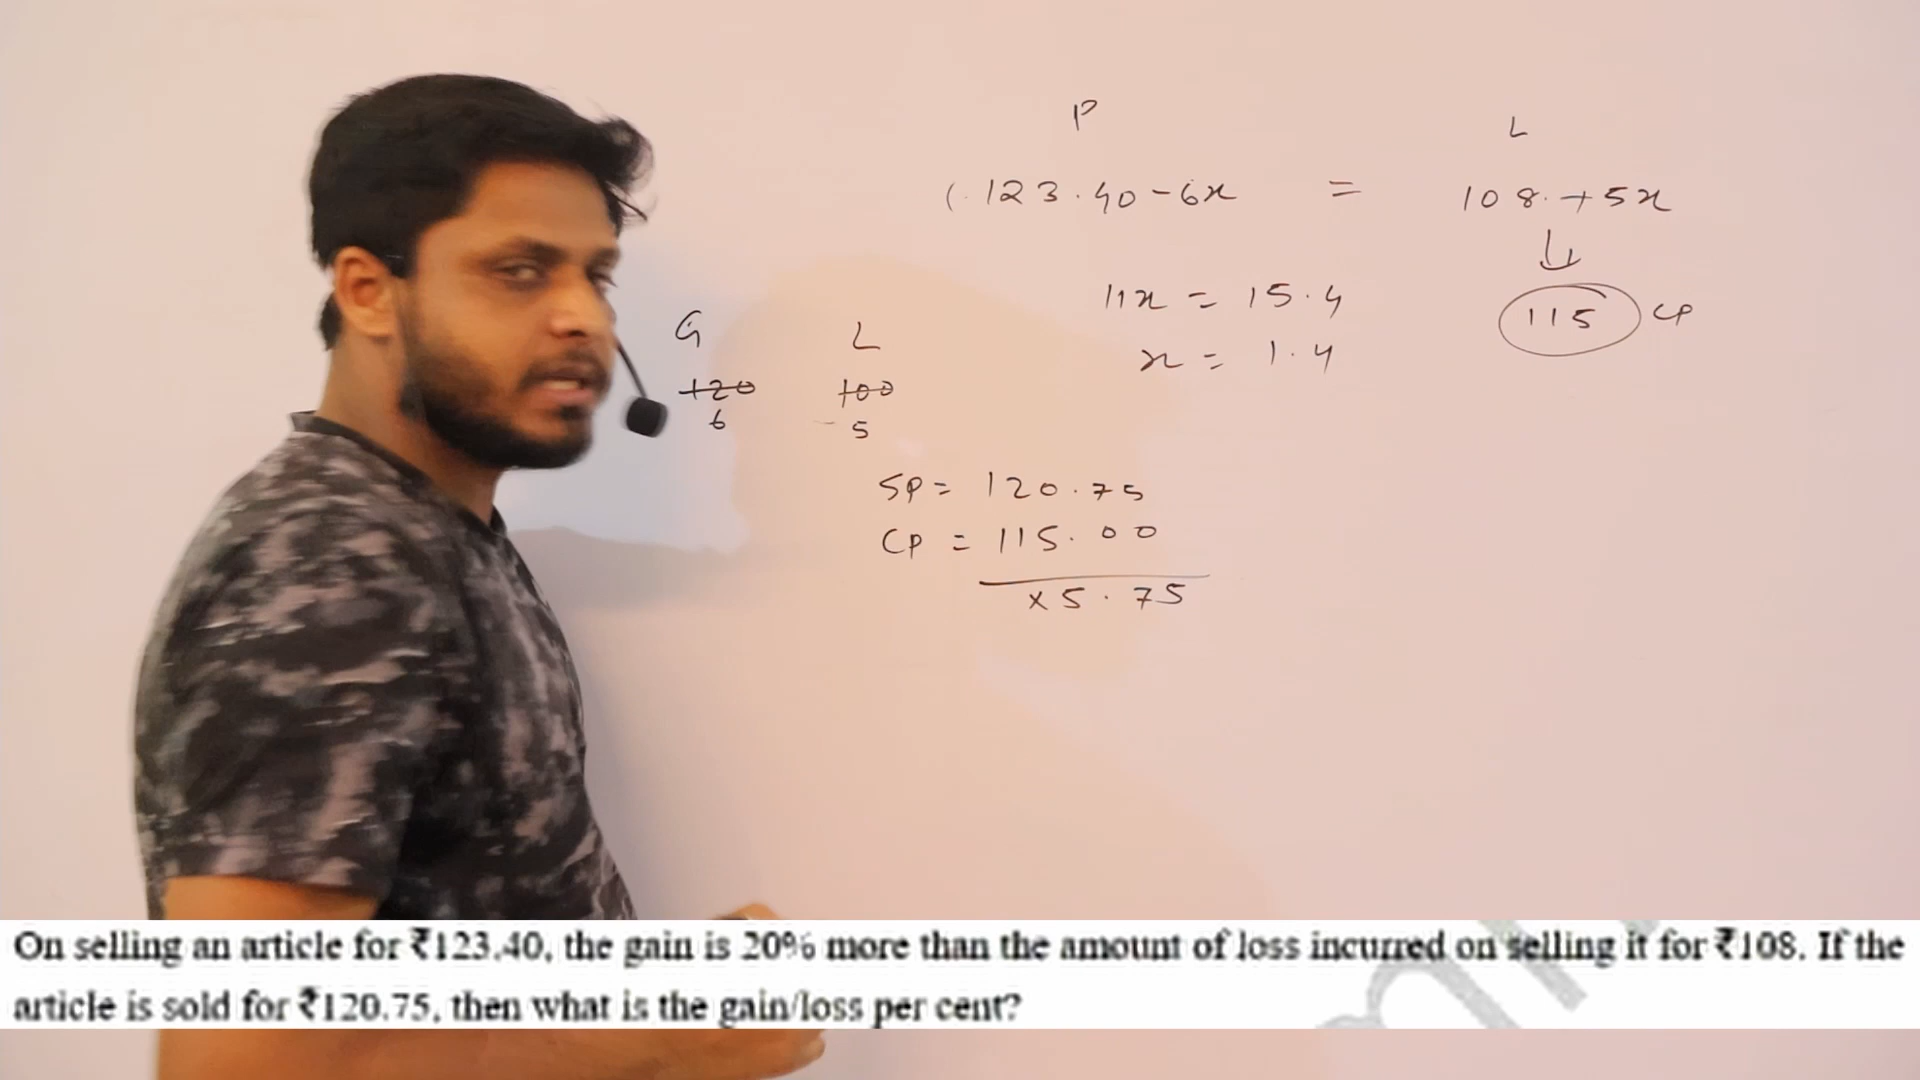 P
L
(.123.40-6x = 108.+5x
11x = 15.4
115 CP
x = 1.4
G L
120 100
6 5
SP = 120.75
CP = 115.00
x5.75
On selling an article for ₹123.40, the gain is 20% more than the amount of loss incurred on selling it for ₹108. If the
article is sold for ₹120.75, then what is the gain/loss per cent?